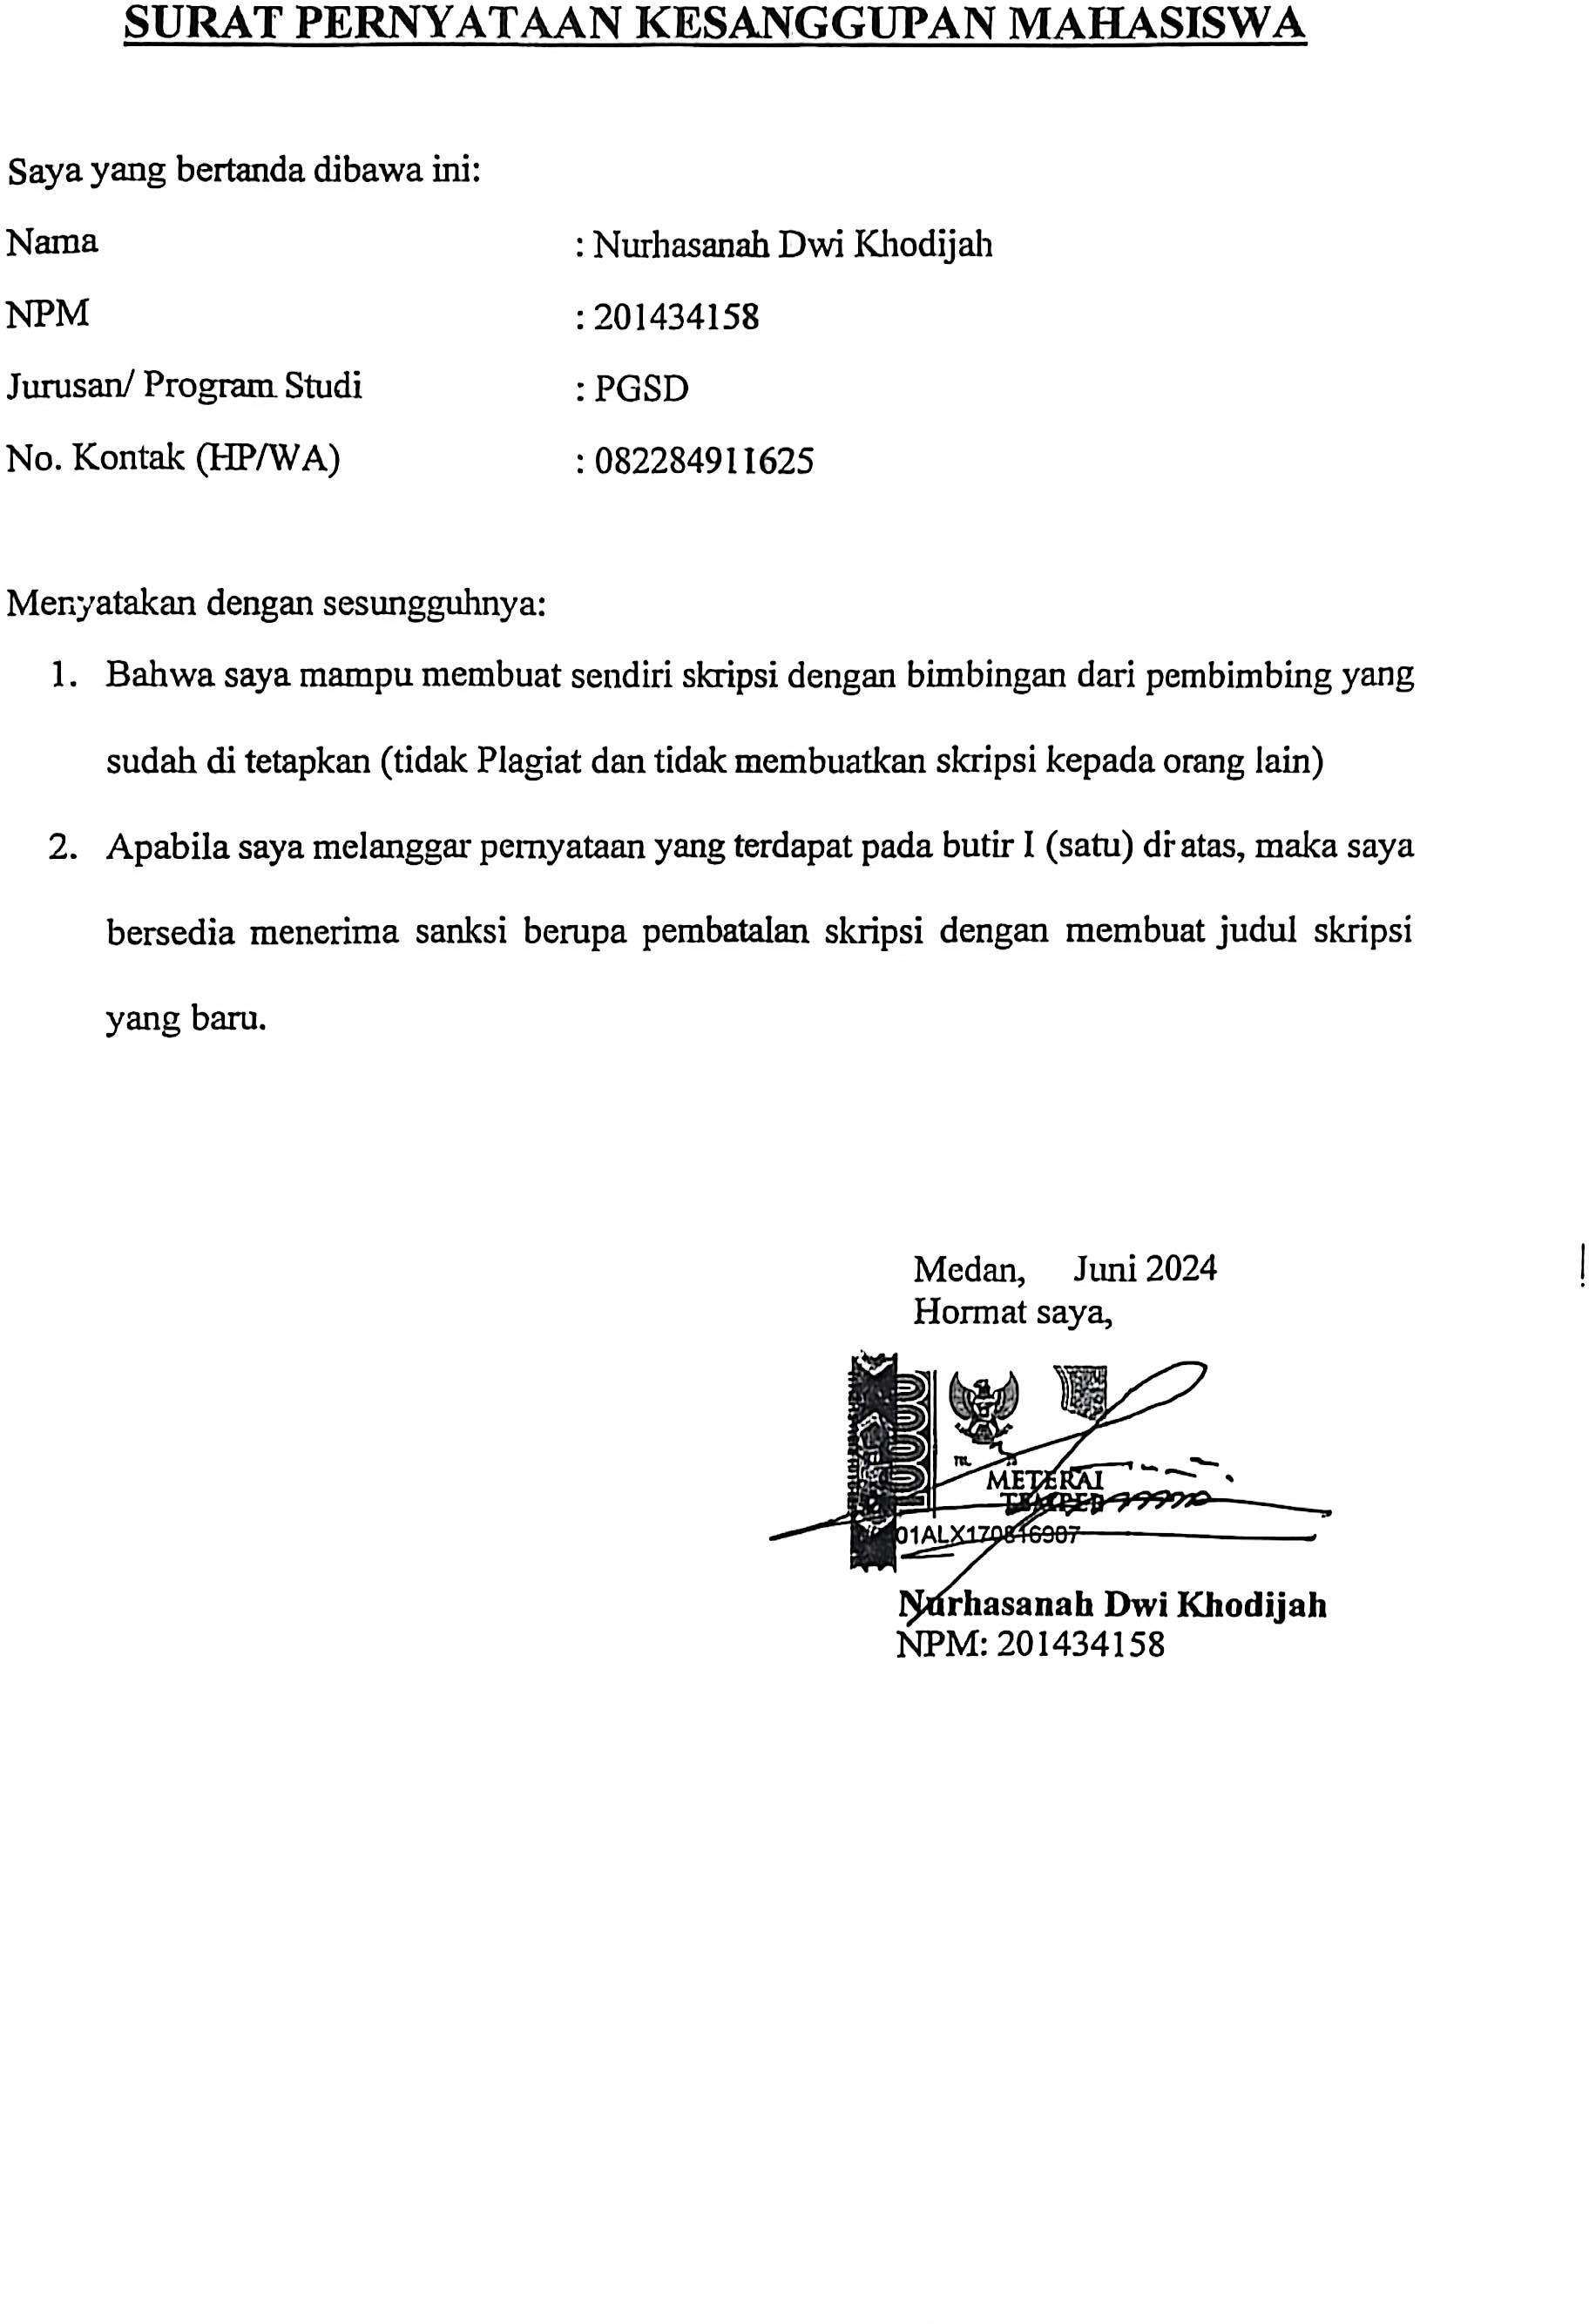 SURAT PERNYATAAN KESANGGUPAN MAHASISWA
Saya yang bertanda dibawa ini:
Nama : Nurhasanah Dwi Khodijah
NPM : 201434158
Jurusan/ Program Studi : PGSD
No. Kontak (HP/WA) : 082284911625
Menyatakan dengan sesungguhnya:
1. Bahwa saya mampu membuat sendiri skripsi dengan bimbingan dari pembimbing yang
sudah di tetapkan (tidak Plagiat dan tidak membuatkan skripsi kepada orang lain)
2. Apabila saya melanggar pernyataan yang terdapat pada butir I (satu) di atas, maka saya
bersedia menerima sanksi berupa pembatalan skripsi dengan membuat judul skripsi
yang baru.
Medan, Juni 2024
Hormat saya,
10000
METERAI
TEMPEL
01ALX170816907
Nurhasanah Dwi Khodijah
NPM: 201434158